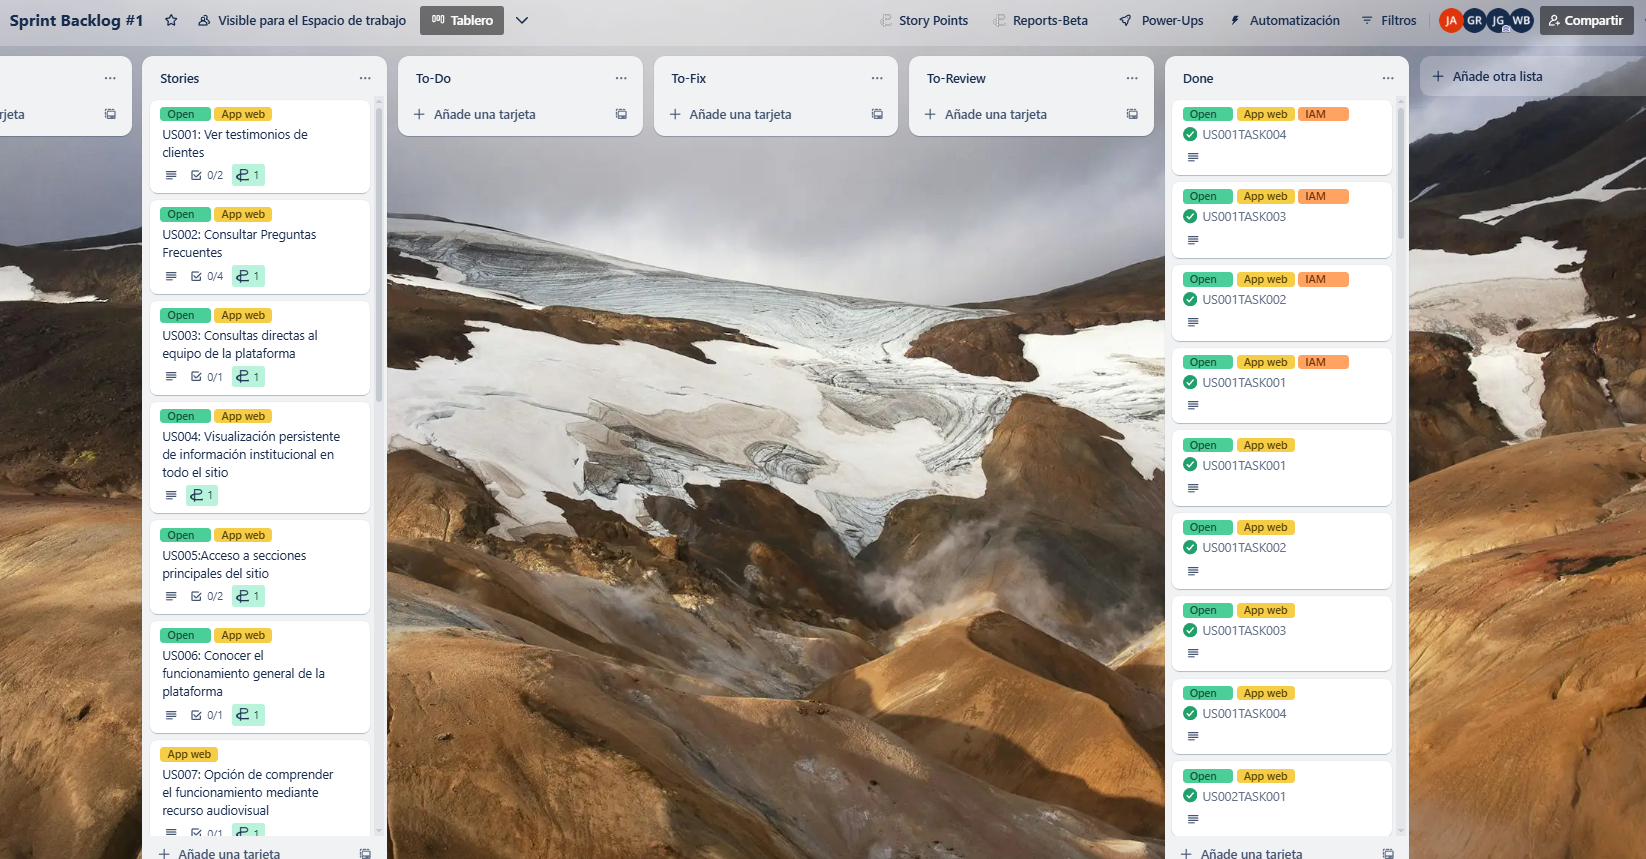 Sprint Backlog #1
Visible para el Espacio de trabajo
Tablero
Story Points
Reports-Beta
Power-Ups
Automatización
Filtros
JA
GR
JG
WB
Compartir
rjeta
Stories
Open App web
US001: Ver testimonios de
clientes
0/2 1
Open App web
US002: Consultar Preguntas
Frecuentes
0/4 1
Open App web
US003: Consultas directas al
equipo de la plataforma
0/1 1
Open App web
US004: Visualización persistente
de información institucional en
todo el sitio
1
Open App web
US005:Acceso a secciones
principales del sitio
0/2 1
Open App web
US006: Conocer el
funcionamiento general de la
plataforma
0/1 1
App web
US007: Opción de comprender
el funcionamiento mediante
recurso audiovisual
0/1 1
Añade una tarjeta
To-Do
Añade una tarjeta
To-Fix
Añade una tarjeta
To-Review
Añade una tarjeta
Done
Open App web IAM
US001TASK004
Open App web IAM
US001TASK003
Open App web IAM
US001TASK002
Open App web IAM
US001TASK001
Open App web
US001TASK001
Open App web
US001TASK002
Open App web
US001TASK003
Open App web
US001TASK004
Open App web
US002TASK001
Añade una tarjeta
Añade otra lista